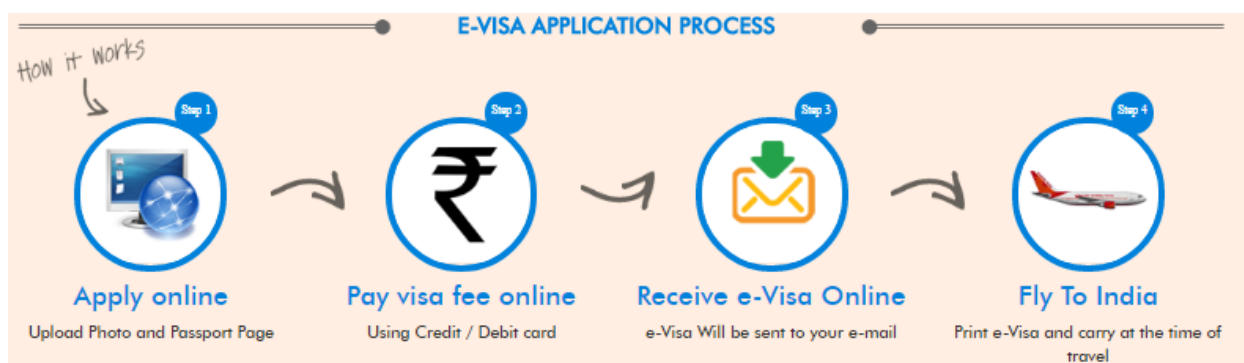 E-VISA APPLICATION PROCESS
How it works
Step 1
Step 2
Step 3
Step 4
₹
Apply online
Pay visa fee online
Receive e-Visa Online
Fly To India
Upload Photo and Passport Page
Using Credit / Debit card
e-Visa Will be sent to your e-mail
Print e-Visa and carry at the time of
travel